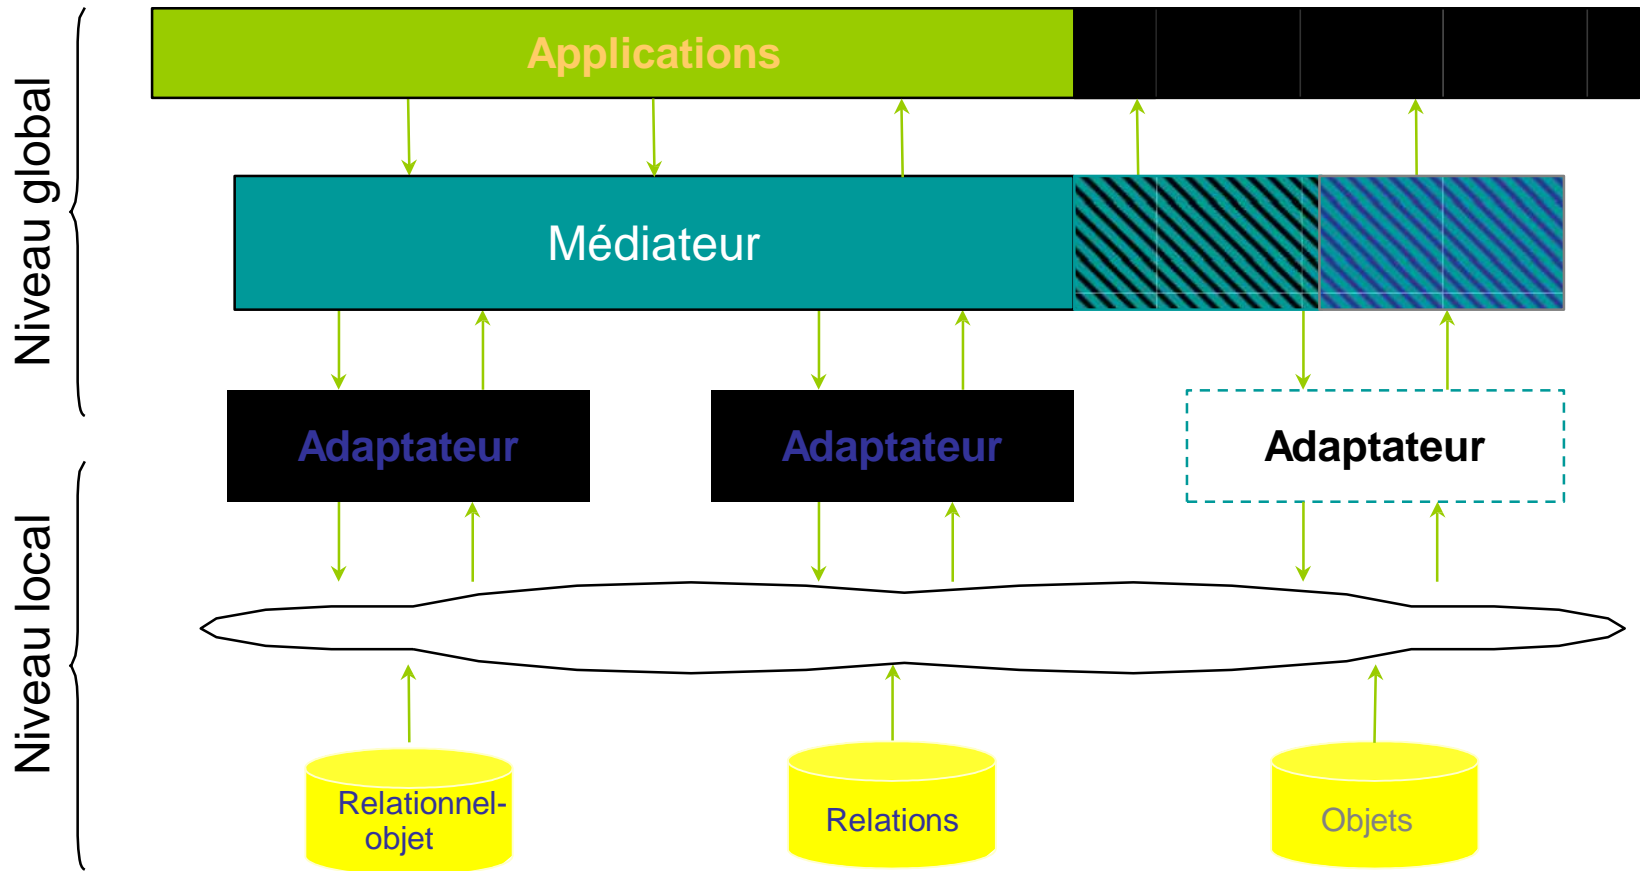 Niveau global
Applications
Médiateur
Adaptateur
Adaptateur
Adaptateur
Niveau local
Relationnel-
objet
Relations
Objets